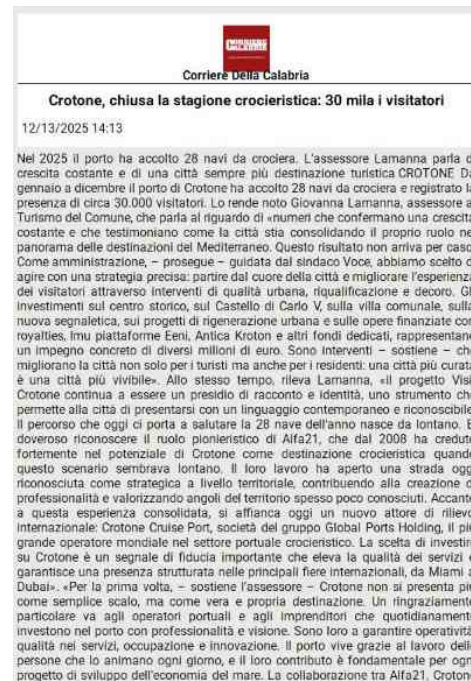 CORRIERE
CALABRIA
Corriere Della Calabria
Crotone, chiusa la stagione crocieristica: 30 mila i visitatori
12/13/2025 14:13
Nel 2025 il porto ha accolto 28 navi da crociera. L'assessore Lamanna parla d
crescita costante e di una città sempre più destinazione turistica CROTONE Da
gennaio a dicembre il porto di Crotone ha accolto 28 navi da crociera e registrato la
presenza di circa 30.000 visitatori. Lo rende noto Giovanna Lamanna, assessore a
Turismo del Comune, che parla al riguardo di «numeri che confermano una crescita
costante e che testimoniano come la città stia consolidando il proprio ruolo ne
panorama delle destinazioni del Mediterraneo. Questo risultato non arriva per caso
Come amministrazione, – prosegue – guidata dal sindaco Voce, abbiamo scelto d
agire con una strategia precisa: partire dal cuore della città e migliorare l'esperienza
dei visitatori attraverso interventi di qualità urbana, riqualificazione e decoro. Gl
investimenti sul centro storico, sul Castello di Carlo V, sulla villa comunale, sulla
nuova segnaletica, sui progetti di rigenerazione urbana e sulle opere finanziate con
royalties, Imu piattaforme Eeni, Antica Kroton e altri fondi dedicati, rappresentano
un impegno concreto di diversi milioni di euro. Sono interventi – sostiene – che
migliorano la città non solo per i turisti ma anche per i residenti: una città più curata
è una città più vivibile». Allo stesso tempo, rileva Lamanna, «il progetto Visi
Crotone continua a essere un presidio di racconto e identità, uno strumento che
permette alla città di presentarsi con un linguaggio contemporaneo e riconoscibile
Il percorso che oggi ci porta a salutare la 28 nave dell'anno nasce da lontano. E
doveroso riconoscere il ruolo pionieristico di Alfa21, che dal 2008 ha credut
fortemente nel potenziale di Crotone come destinazione crocieristica quando
questo scenario sembrava lontano. Il loro lavoro ha aperto una strada ogg
riconosciuta come strategica a livello territoriale, contribuendo alla creazione d
professionalità e valorizzando angoli del territorio spesso poco conosciuti. Accanto
a questa esperienza consolidata, si affianca oggi un nuovo attore di rilievo
internazionale: Crotone Cruise Port, società del gruppo Global Ports Holding, il più
grande operatore mondiale nel settore portuale crocieristico. La scelta di investire
su Crotone è un segnale di fiducia importante che eleva la qualità dei servizi e
garantisce una presenza strutturata nelle principali fiere internazionali, da Miami a
Dubai». «Per la prima volta, – sostiene l'assessore – Crotone non si presenta più
come semplice scalo, ma come vera e propria destinazione. Un ringraziamento
particolare va agli operatori portuali e agli imprenditori che quotidianamente
investono nel porto con professionalità e visione. Sono loro a garantire operatività
qualità nei servizi, occupazione e innovazione. Il porto vive grazie al lavoro delle
persone che lo animano ogni giorno, e il loro contributo è fondamentale per ogn
progetto di sviluppo dell'economia del mare. La collaborazione tra Alfa21, Crotone